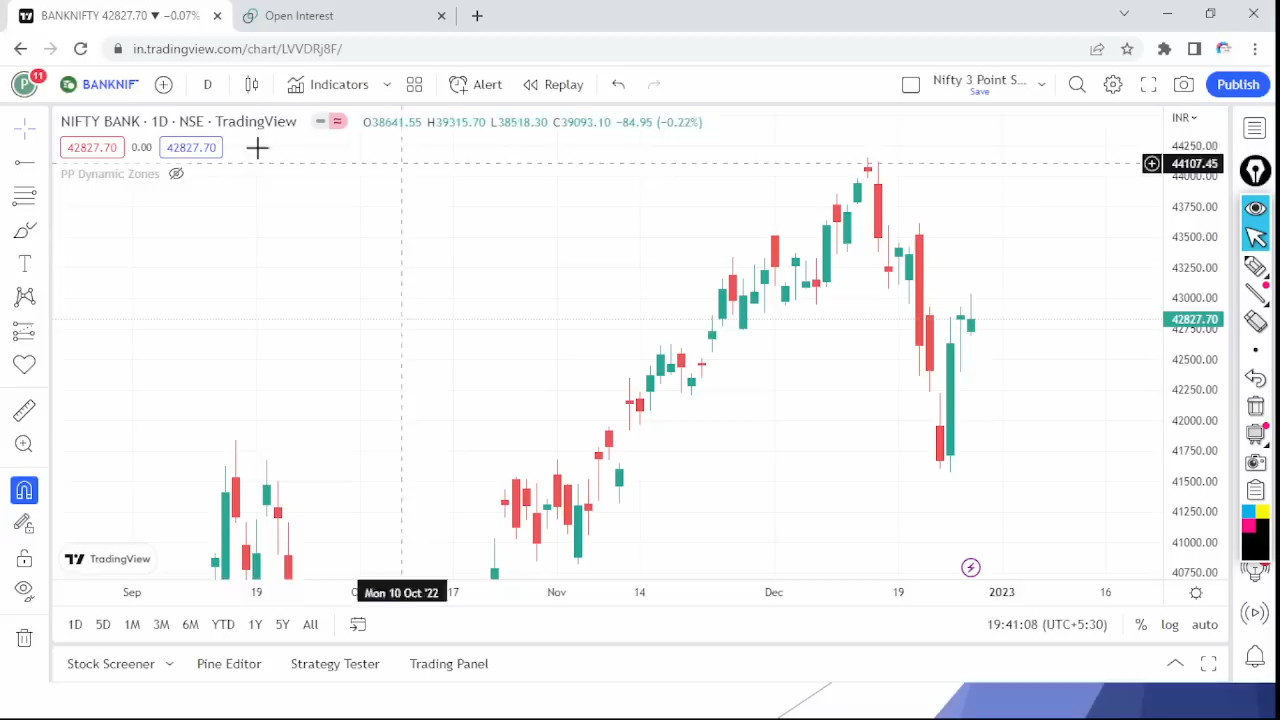 BANKNIFTY 42827.70 ▼ −0.07%
Open Interest
in.tradingview.com/chart/LVVDRj8F/
P
11
BANKNIF
D
Indicators
Alert
Replay
Nifty 3 Point S...
Save
Publish
NIFTY BANK · 1D · NSE · TradingView
O38641.55 H39315.70 L38518.30 C39093.10 −84.95 (−0.22%)
INR
42827.70 0.00 42827.70
PP Dynamic Zones
44250.00
44107.45
44000.00
43750.00
43500.00
43250.00
43000.00
42827.70
42750.00
42500.00
42250.00
42000.00
41750.00
41500.00
41250.00
41000.00
40750.00
TradingView
Sep 19 Mon 10 Oct '22 17 Nov 14 Dec 19 2023 16
1D 5D 1M 3M 6M YTD 1Y 5Y All
19:41:08 (UTC+5:30) % log auto
Stock Screener Pine Editor Strategy Tester Trading Panel